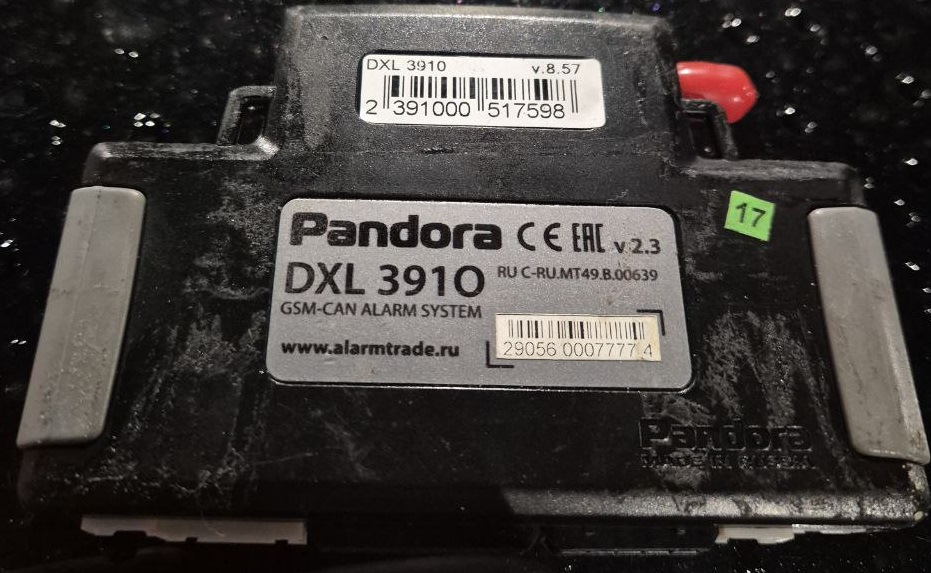 DXL 3910 v.8.57
2 391000 517598
17
Pandora CE EAC v 2.3
DXL 3910 RU C-RU.MT49.B.00639
GSM-CAN ALARM SYSTEM
29056 0007777 4
www.alarmtrade.ru
Pandora